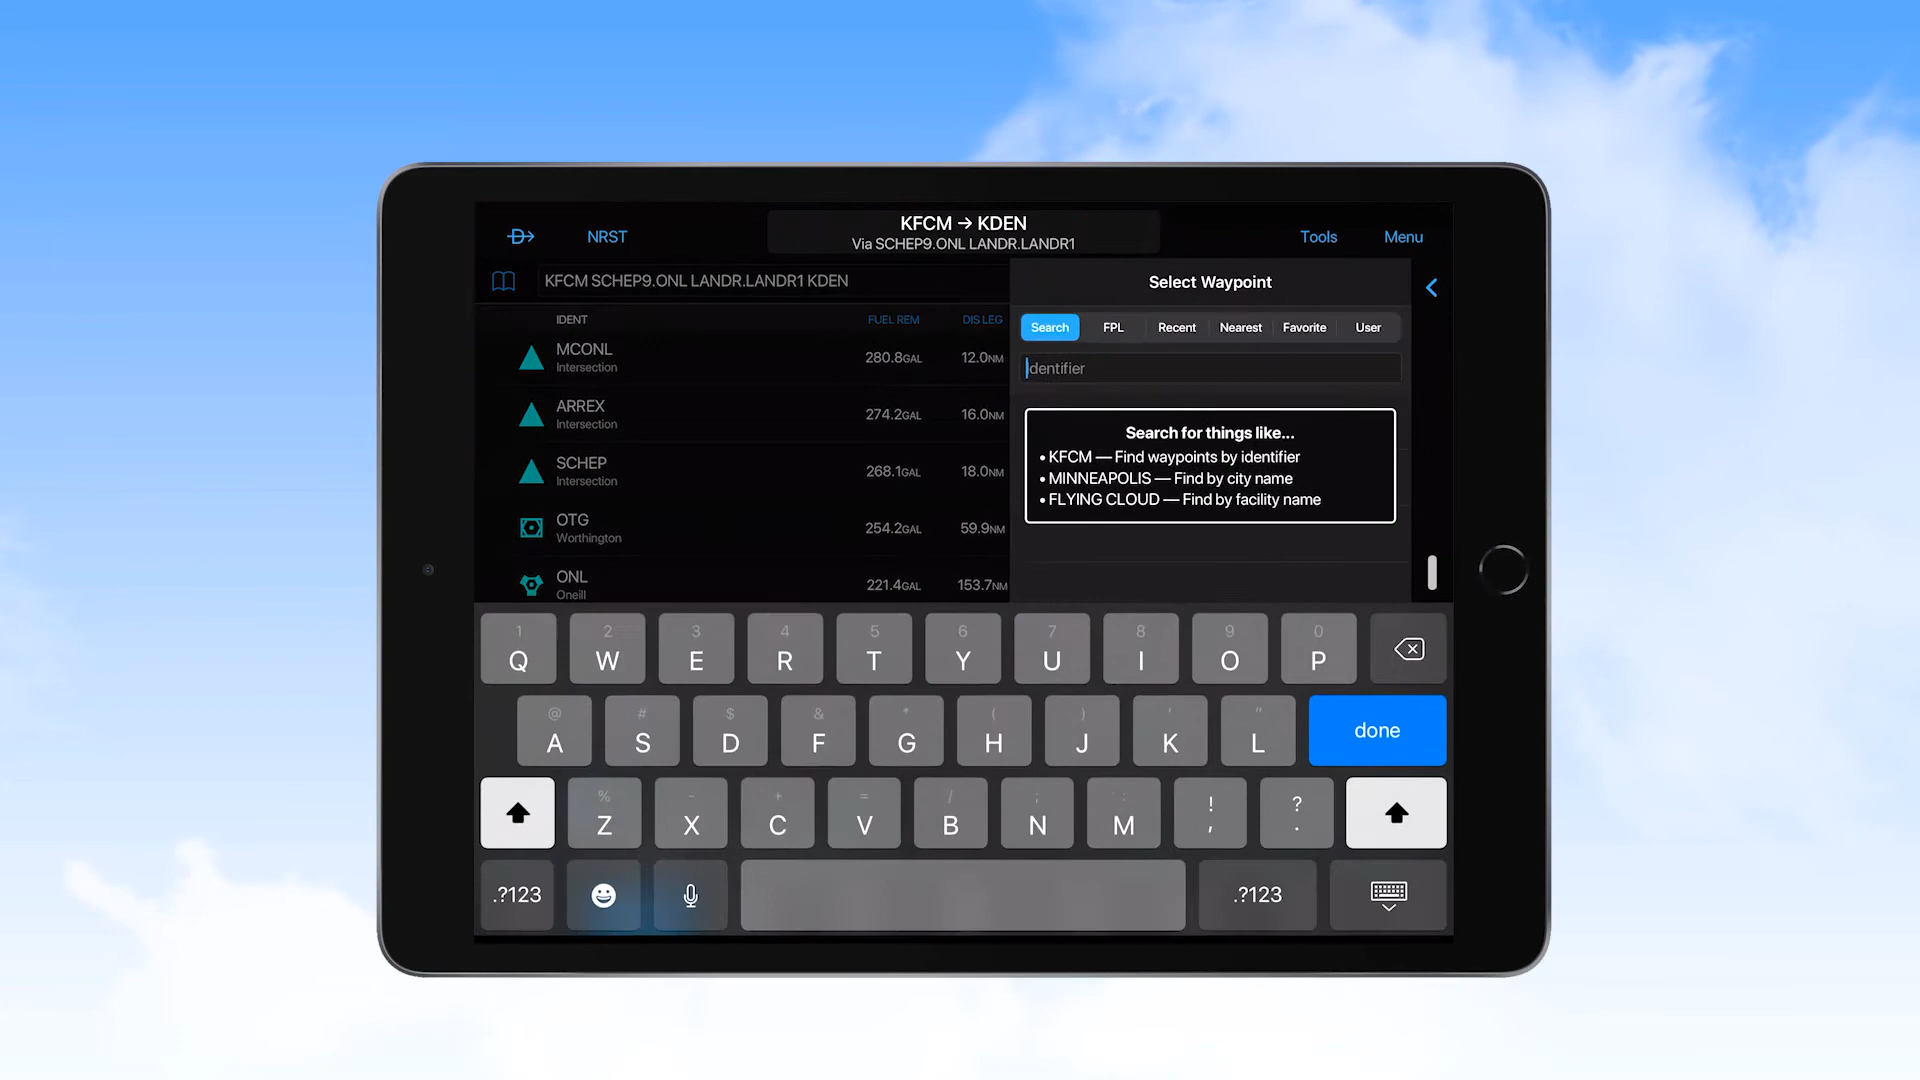 KFCM → KDEN
Via SCHEP9.ONL LANDR.LANDR1
D NRST Tools Menu
KFCM SCHEP9.ONL LANDR.LANDR1 KDEN
IDENT FUEL REM DIS LEG
MCONL 280.8GAL 12.0NM
Intersection
ARREX 274.2GAL 16.0NM
Intersection
SCHEP 268.1GAL 18.0NM
Intersection
OTG 254.2GAL 59.9NM
Worthington
ONL 221.4GAL 153.7NM
Oneill
Select Waypoint
Search FPL Recent Nearest Favorite User
Identifier
Search for things like...
• KFCM — Find waypoints by identifier
• MINNEAPOLIS — Find by city name
• FLYING CLOUD — Find by facility name
1 2 3 4 5 6 7 8 9 0
Q W E R T Y U I O P
@ # $ & * ( ) ' "
A S D F G H J K L done
% - + = / ; : ! ?
Z X C V B N M , .
.?123 .?123